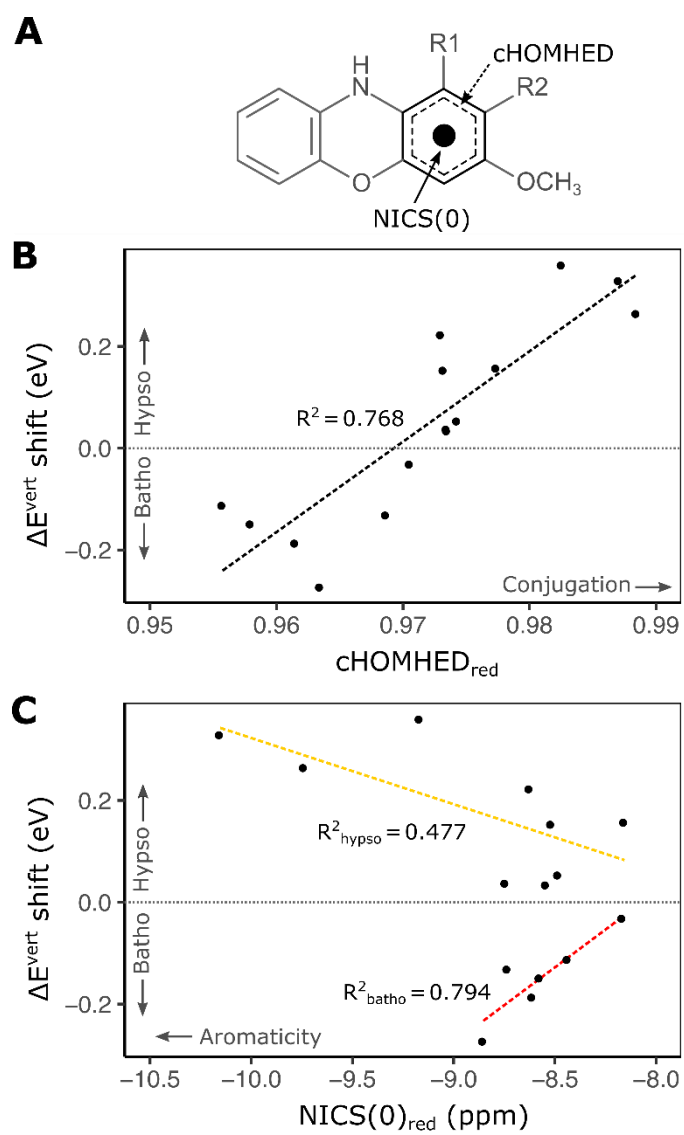 A
R1
cHOMHED
H
N
R2
O
OCH₃
NICS(0)
B
ΔE^vert shift (eV)
Batho Hypso
0.2
0.0
−0.2
R² = 0.768
Conjugation
0.95 0.96 0.97 0.98 0.99
cHOMHED_red
C
ΔE^vert shift (eV)
Batho Hypso
0.2
0.0
−0.2
R²_hypso = 0.477
R²_batho = 0.794
Aromaticity
−10.5 −10.0 −9.5 −9.0 −8.5 −8.0
NICS(0)_red (ppm)